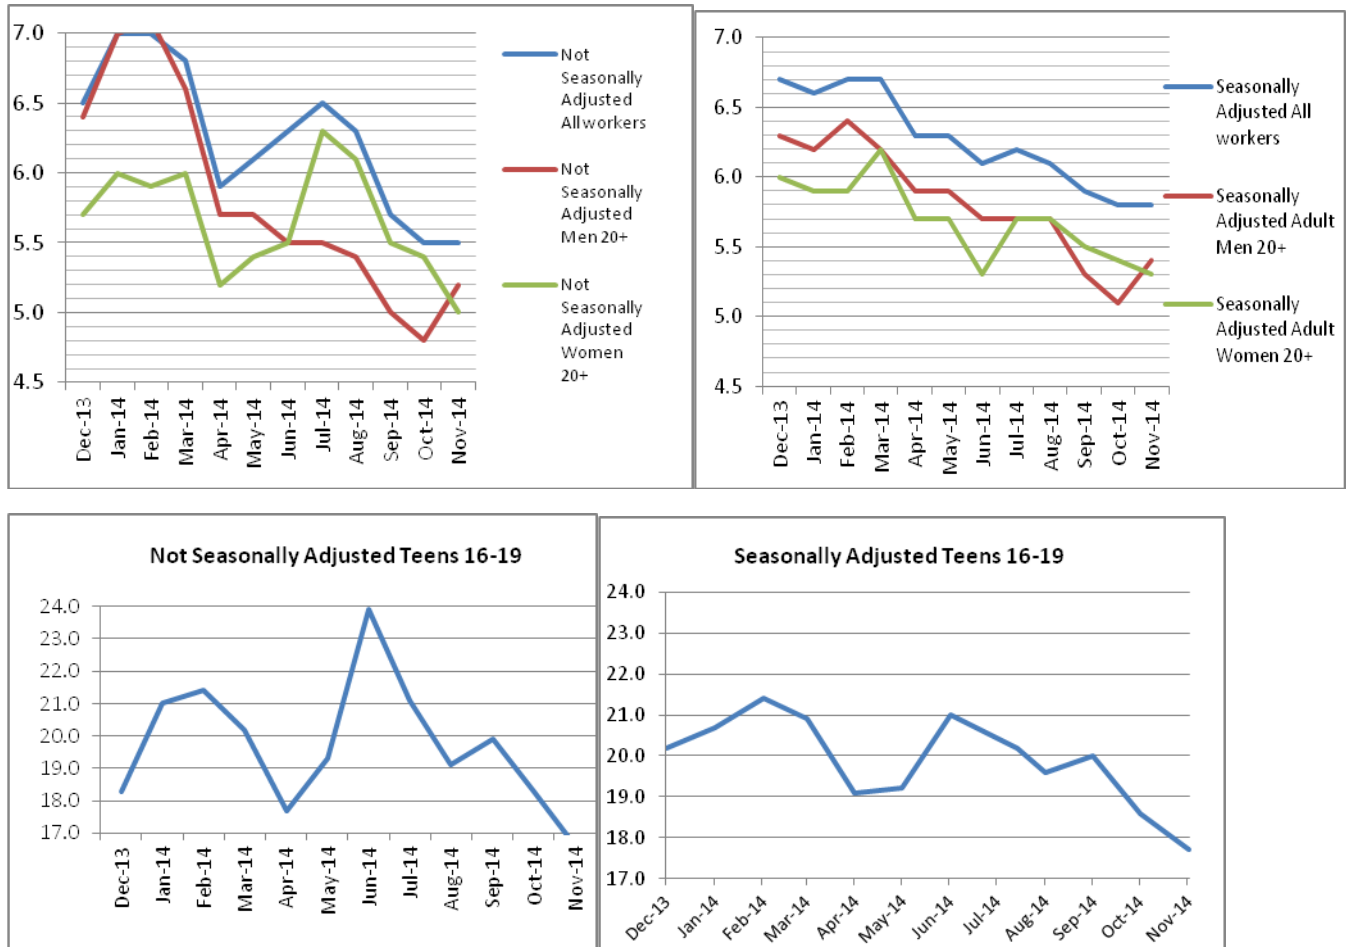 7.0
6.5
6.0
5.5
5.0
4.5
Dec-13
Jan-14
Feb-14
Mar-14
Apr-14
May-14
Jun-14
Jul-14
Aug-14
Sep-14
Oct-14
Nov-14
Not
Seasonally
Adjusted
All workers
Not
Seasonally
Adjusted
Men 20+
Not
Seasonally
Adjusted
Women
20+
7.0
6.5
6.0
5.5
5.0
4.5
Dec-13
Jan-14
Feb-14
Mar-14
Apr-14
May-14
Jun-14
Jul-14
Aug-14
Sep-14
Oct-14
Nov-14
Seasonally
Adjusted All
workers
Seasonally
Adjusted Adult
Men 20+
Seasonally
Adjusted Adult
Women 20+
Not Seasonally Adjusted Teens 16-19
24.0
23.0
22.0
21.0
20.0
19.0
18.0
17.0
Dec-13
Jan-14
Feb-14
Mar-14
Apr-14
May-14
Jun-14
Jul-14
Aug-14
Sep-14
Oct-14
Nov-14
Seasonally Adjusted Teens 16-19
24.0
23.0
22.0
21.0
20.0
19.0
18.0
17.0
Dec-13
Jan-14
Feb-14
Mar-14
Apr-14
May-14
Jun-14
Jul-14
Aug-14
Sep-14
Oct-14
Nov-14